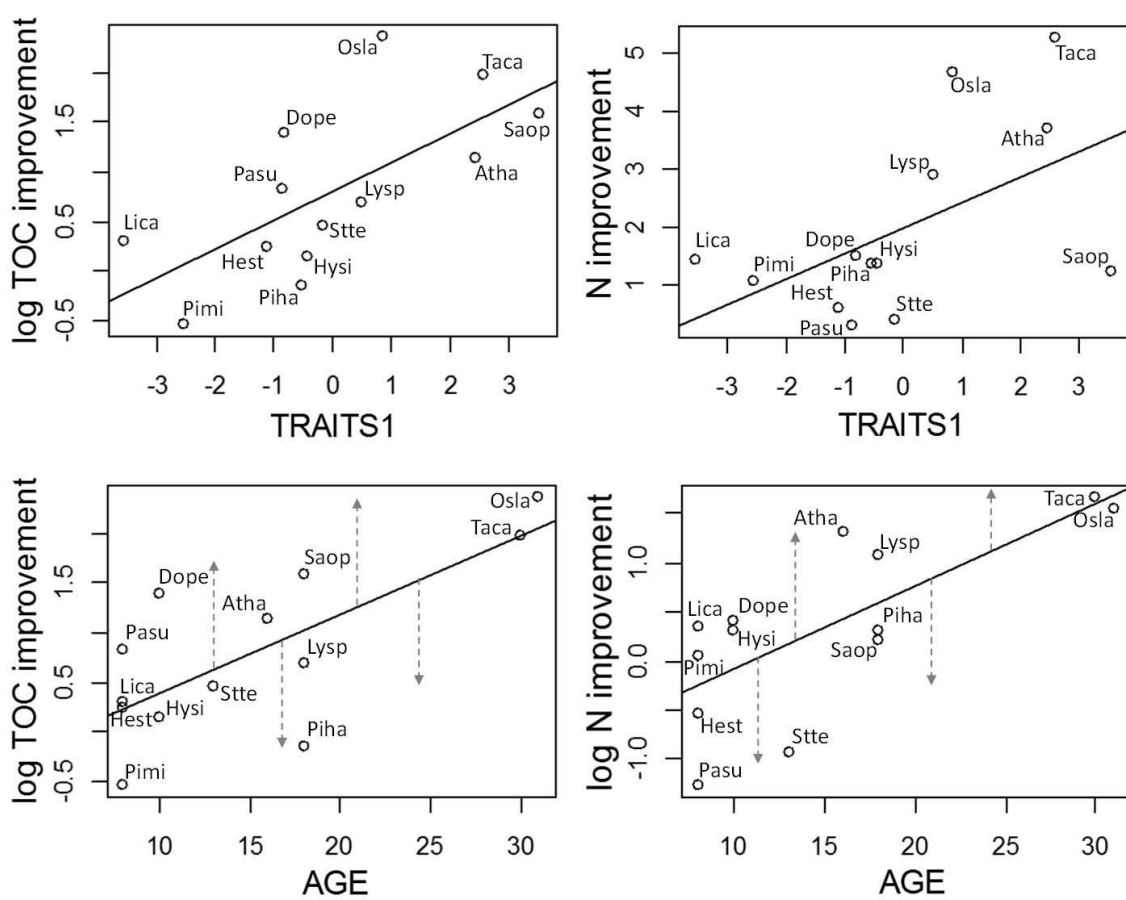 log TOC improvement
1.5
0.5
-0.5
Osla
Taca
Dope
Saop
Pasu
Atha
Lysp
Lica
Stte
Hest
Hysi
Piha
Pimi
-3 -2 -1 0 1 2 3
TRAITS1
N improvement
5
4
3
2
1
Taca
Osla
Atha
Lysp
Lica
Dope
Hysi
Saop
Pimi
Piha
Hest
Stte
Pasu
-3 -2 -1 0 1 2 3
TRAITS1
log TOC improvement
1.5
0.5
-0.5
Osla
Taca
Saop
Dope
Atha
Pasu
Lysp
Lica
Stte
Hest
Hysi
Piha
Pimi
10 15 20 25 30
AGE
log N improvement
1.0
0.0
-1.0
Taca
Osla
Atha
Lysp
Lica
Dope
Piha
Hysi
Saop
Pimi
Hest
Stte
Pasu
10 15 20 25 30
AGE